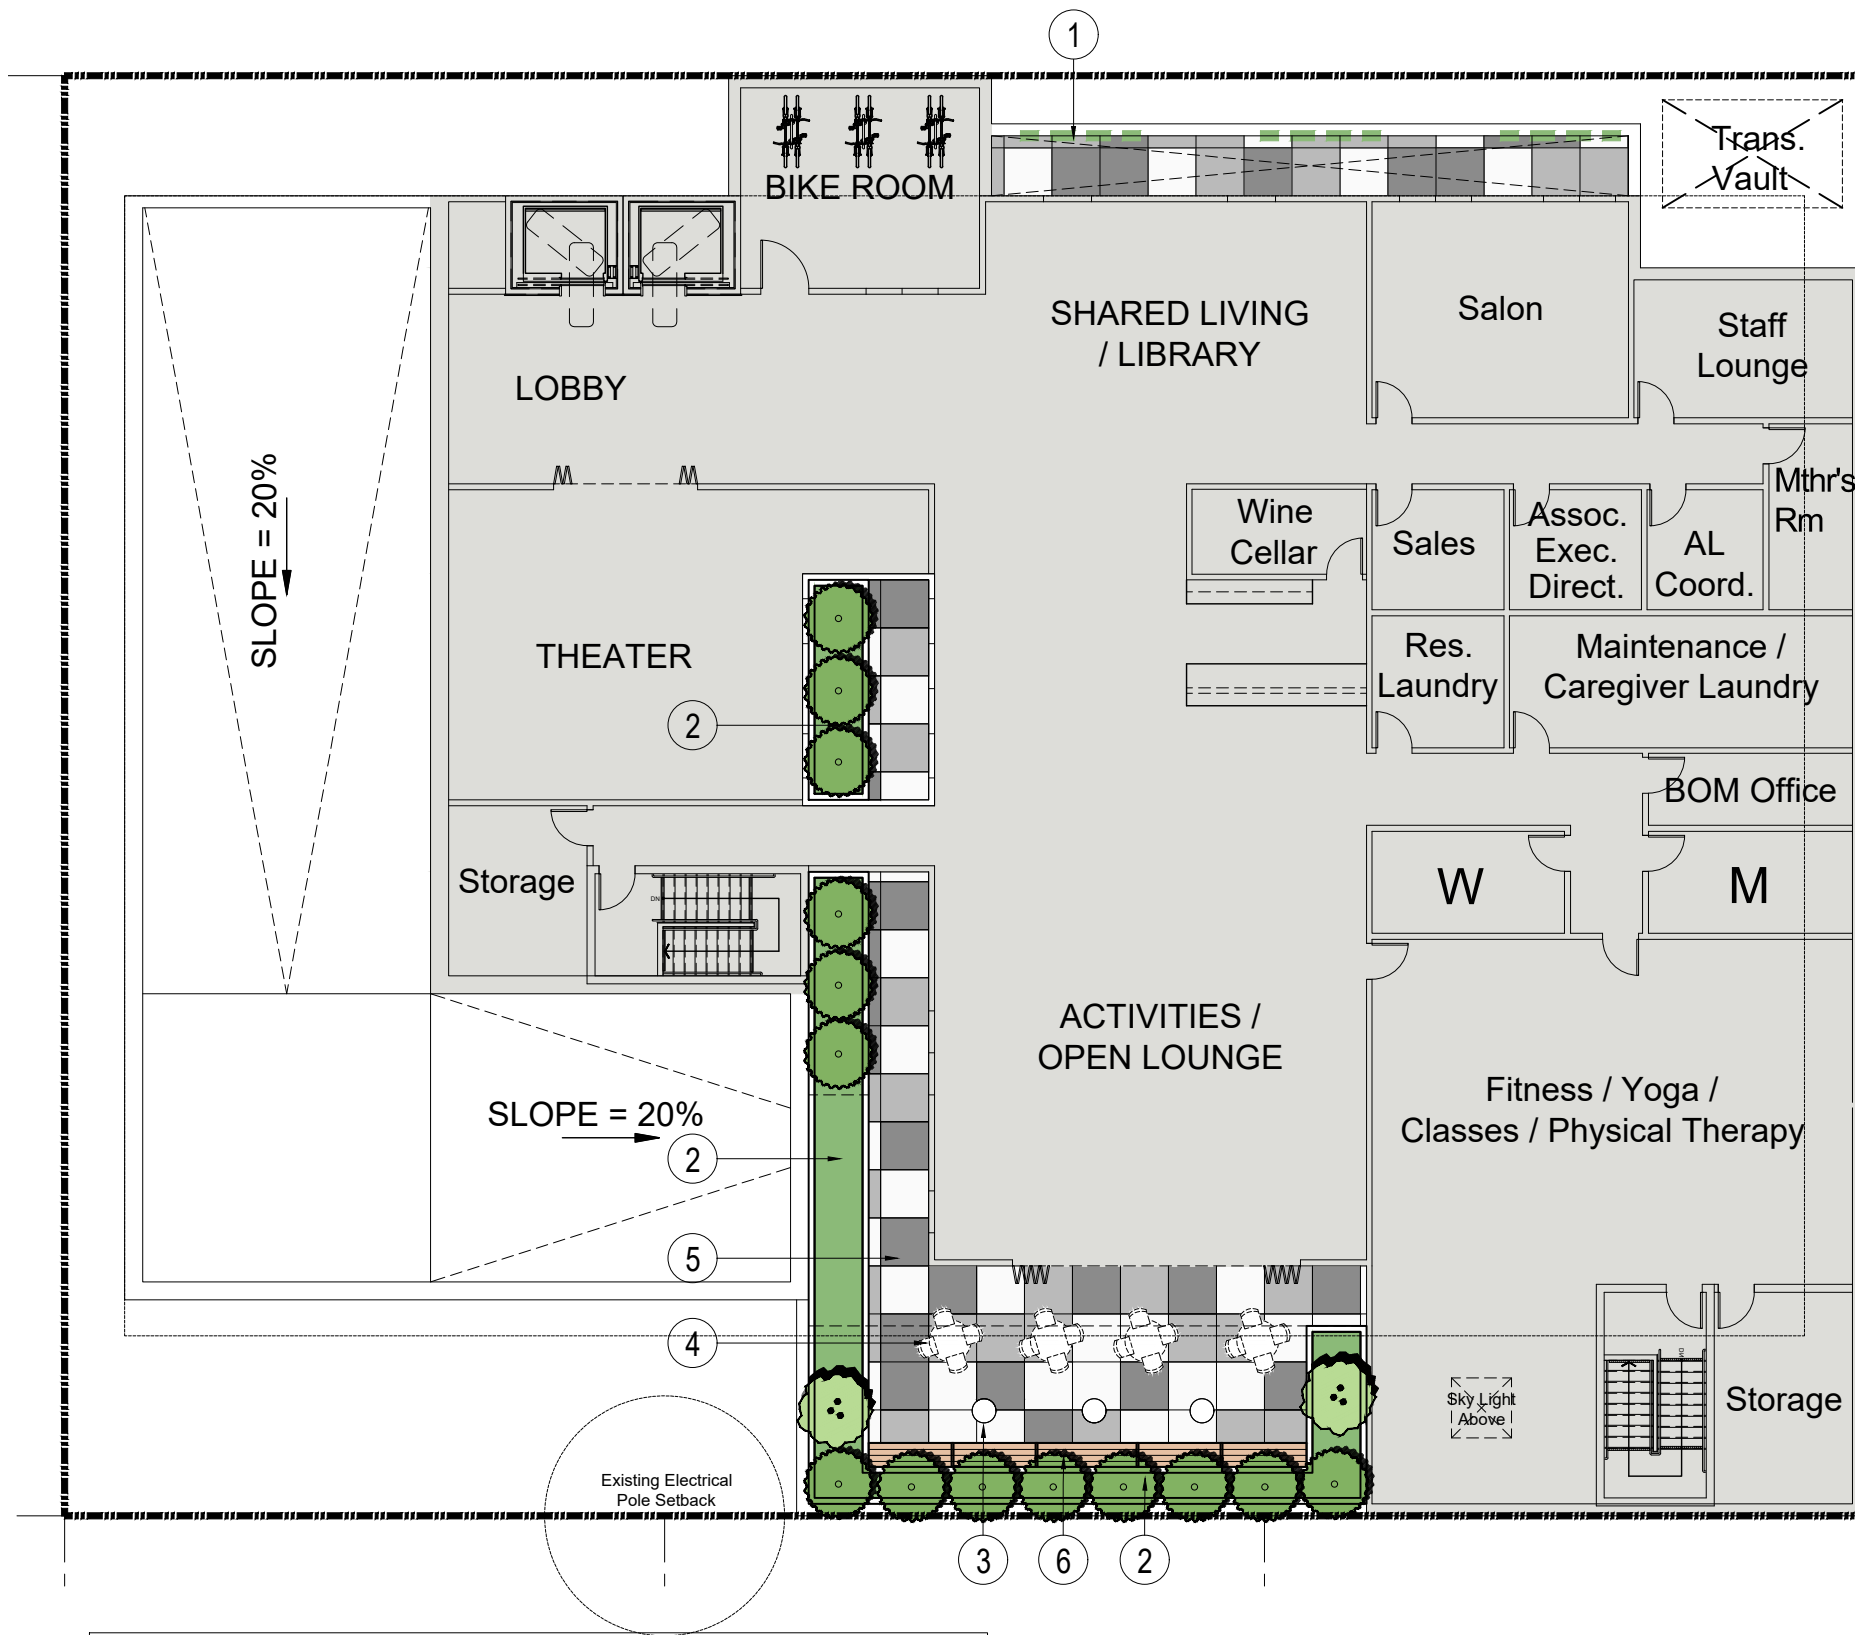 1
Trans.
Vault
BIKE ROOM
SHARED LIVING
/ LIBRARY
Salon
Staff
Lounge
LOBBY
SLOPE = 20%
Mthr's
Rm
Wine
Cellar
Sales
Assoc.
Exec.
Direct.
AL
Coord.
THEATER
Res.
Laundry
Maintenance /
Caregiver Laundry
2
BOM Office
Storage
DN
W
M
ACTIVITIES /
OPEN LOUNGE
Fitness / Yoga /
Classes / Physical Therapy
SLOPE = 20%
2
5
4
DN
Sky Light
Above
Storage
Existing Electrical
Pole Setback
3
6
2